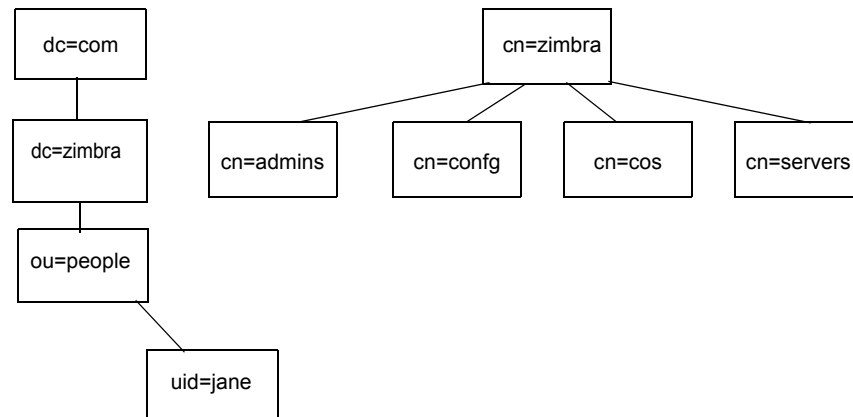 dc=com
cn=zimbra
dc=zimbra
cn=admins
cn=confg
cn=cos
cn=servers
ou=people
uid=jane